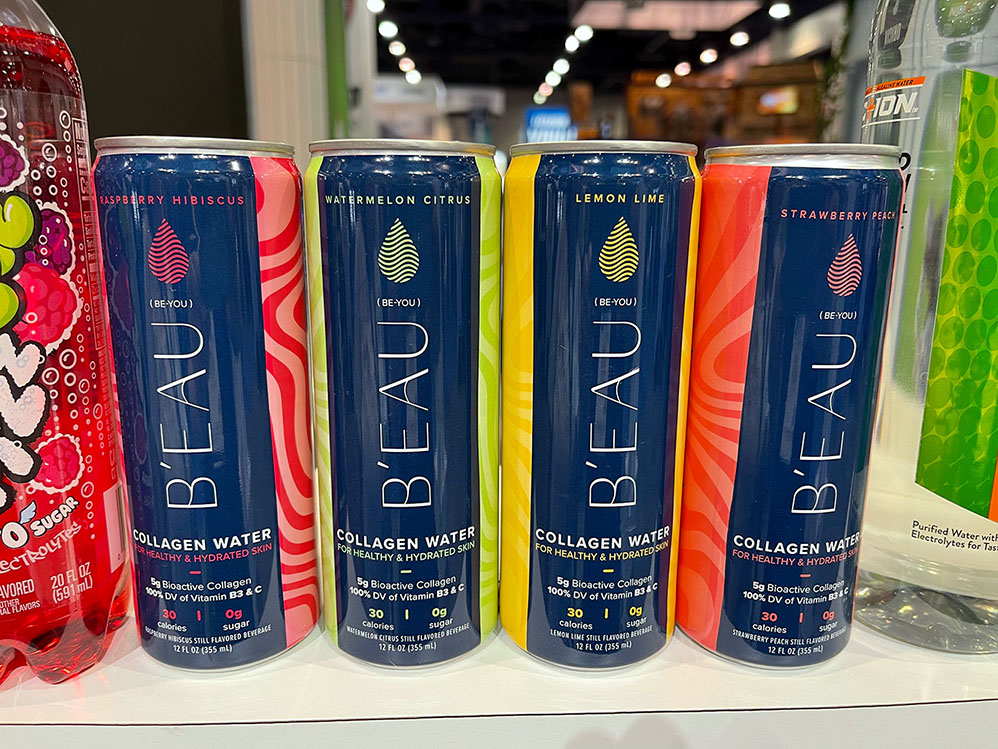 RASPBERRY HIBISCUS
(BE-YOU)
B'EAU
COLLAGEN WATER
FOR HEALTHY & HYDRATED SKIN
5g Bioactive Collagen
100% DV of Vitamin B3 & C
30 | 0g
calories sugar
RASPBERRY HIBISCUS STILL FLAVORED BEVERAGE
12 FL OZ (355 mL)
WATERMELON CITRUS
(BE-YOU)
B'EAU
COLLAGEN WATER
FOR HEALTHY & HYDRATED SKIN
5g Bioactive Collagen
100% DV of Vitamin B3 & C
30 | 0g
calories sugar
WATERMELON CITRUS STILL FLAVORED BEVERAGE
12 FL OZ (355 mL)
LEMON LIME
(BE-YOU)
B'EAU
COLLAGEN WATER
FOR HEALTHY & HYDRATED SKIN
5g Bioactive Collagen
100% DV of Vitamin B3 & C
30 | 0g
calories sugar
LEMON LIME STILL FLAVORED BEVERAGE
12 FL OZ (355 mL)
STRAWBERRY PEACH
(BE-YOU)
B'EAU
COLLAGEN WATER
FOR HEALTHY & HYDRATED SKIN
5g Bioactive Collagen
100% DV of Vitamin B3 & C
30 | 0g
calories sugar
STRAWBERRY PEACH STILL FLAVORED BEVERAGE
12 FL OZ (355 mL)
SUGAR
20 FL OZ
(591 mL)
ALKALINE WATER
ION
Purified Water with
Electrolytes for